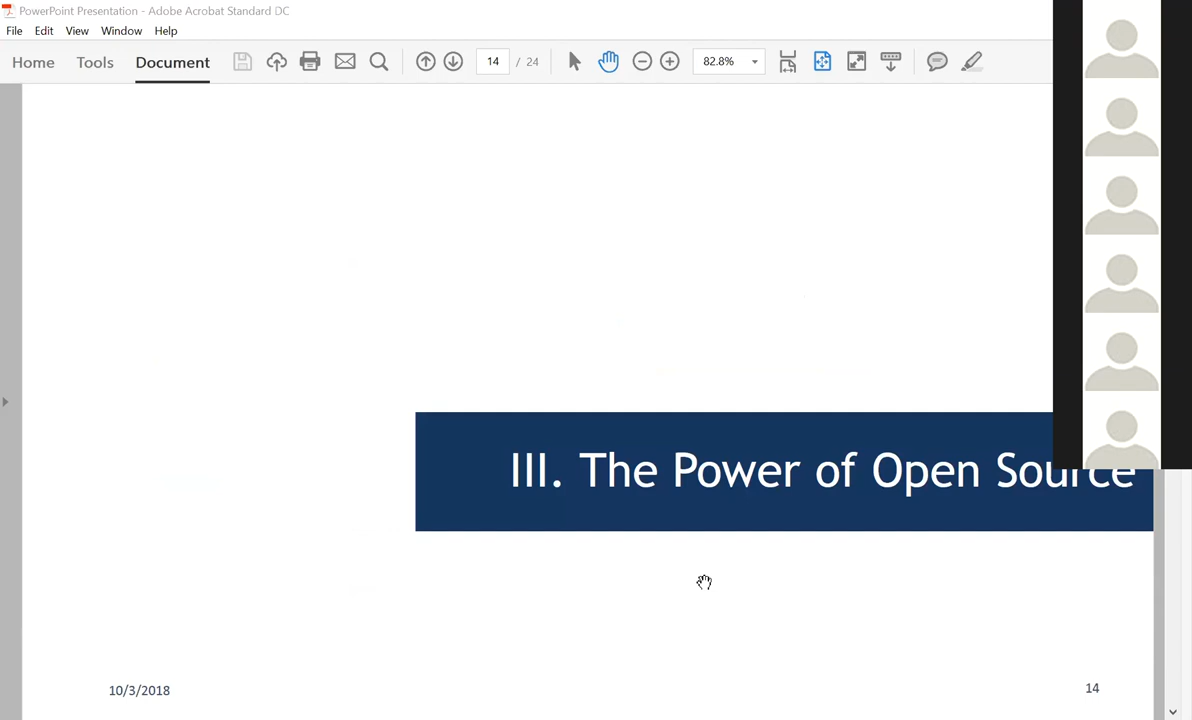 PowerPoint Presentation - Adobe Acrobat Standard DC
File Edit View Window Help
Home Tools Document 14 / 24 82.8%
III. The Power of Open Source
10/3/2018 14